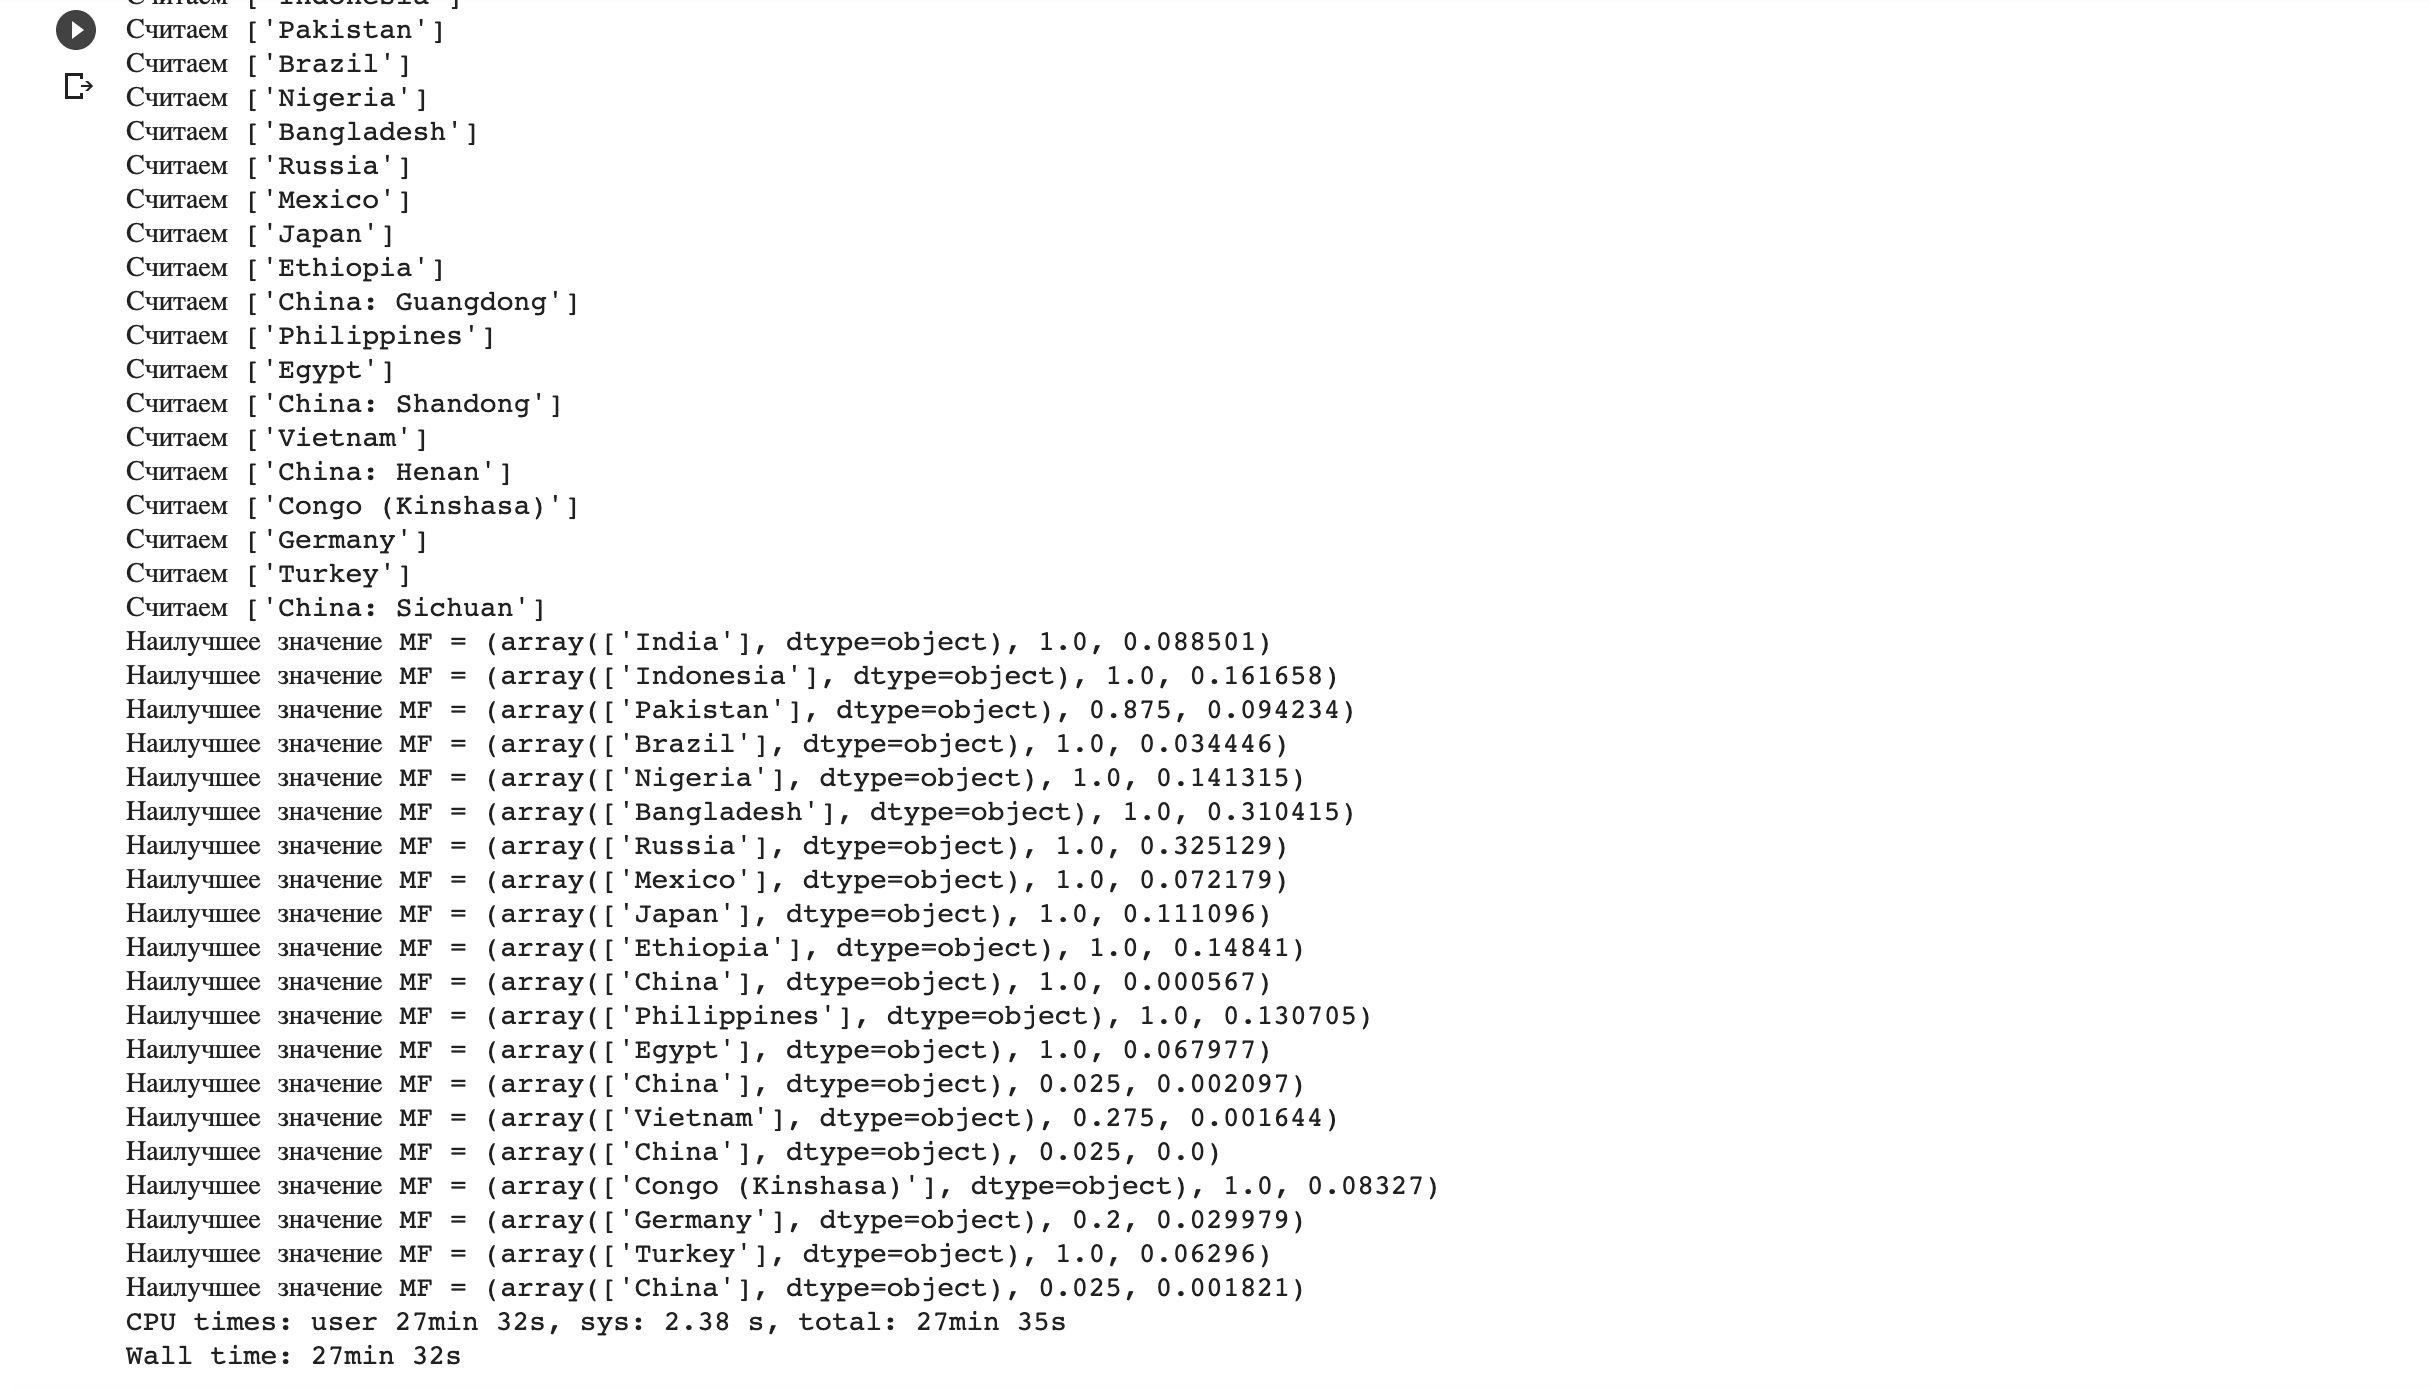 Считаем ['Indonesia']
Считаем ['Pakistan']
Считаем ['Brazil']
Считаем ['Nigeria']
Считаем ['Bangladesh']
Считаем ['Russia']
Считаем ['Mexico']
Считаем ['Japan']
Считаем ['Ethiopia']
Считаем ['China: Guangdong']
Считаем ['Philippines']
Считаем ['Egypt']
Считаем ['China: Shandong']
Считаем ['Vietnam']
Считаем ['China: Henan']
Считаем ['Congo (Kinshasa)']
Считаем ['Germany']
Считаем ['Turkey']
Считаем ['China: Sichuan']
Наилучшее значение MF = (array(['India'], dtype=object), 1.0, 0.088501)
Наилучшее значение MF = (array(['Indonesia'], dtype=object), 1.0, 0.161658)
Наилучшее значение MF = (array(['Pakistan'], dtype=object), 0.875, 0.094234)
Наилучшее значение MF = (array(['Brazil'], dtype=object), 1.0, 0.034446)
Наилучшее значение MF = (array(['Nigeria'], dtype=object), 1.0, 0.141315)
Наилучшее значение MF = (array(['Bangladesh'], dtype=object), 1.0, 0.310415)
Наилучшее значение MF = (array(['Russia'], dtype=object), 1.0, 0.325129)
Наилучшее значение MF = (array(['Mexico'], dtype=object), 1.0, 0.072179)
Наилучшее значение MF = (array(['Japan'], dtype=object), 1.0, 0.111096)
Наилучшее значение MF = (array(['Ethiopia'], dtype=object), 1.0, 0.14841)
Наилучшее значение MF = (array(['China'], dtype=object), 1.0, 0.000567)
Наилучшее значение MF = (array(['Philippines'], dtype=object), 1.0, 0.130705)
Наилучшее значение MF = (array(['Egypt'], dtype=object), 1.0, 0.067977)
Наилучшее значение MF = (array(['China'], dtype=object), 0.025, 0.002097)
Наилучшее значение MF = (array(['Vietnam'], dtype=object), 0.275, 0.001644)
Наилучшее значение MF = (array(['China'], dtype=object), 0.025, 0.0)
Наилучшее значение MF = (array(['Congo (Kinshasa)'], dtype=object), 1.0, 0.08327)
Наилучшее значение MF = (array(['Germany'], dtype=object), 0.2, 0.029979)
Наилучшее значение MF = (array(['Turkey'], dtype=object), 1.0, 0.06296)
Наилучшее значение MF = (array(['China'], dtype=object), 0.025, 0.001821)
CPU times: user 27min 32s, sys: 2.38 s, total: 27min 35s
Wall time: 27min 32s